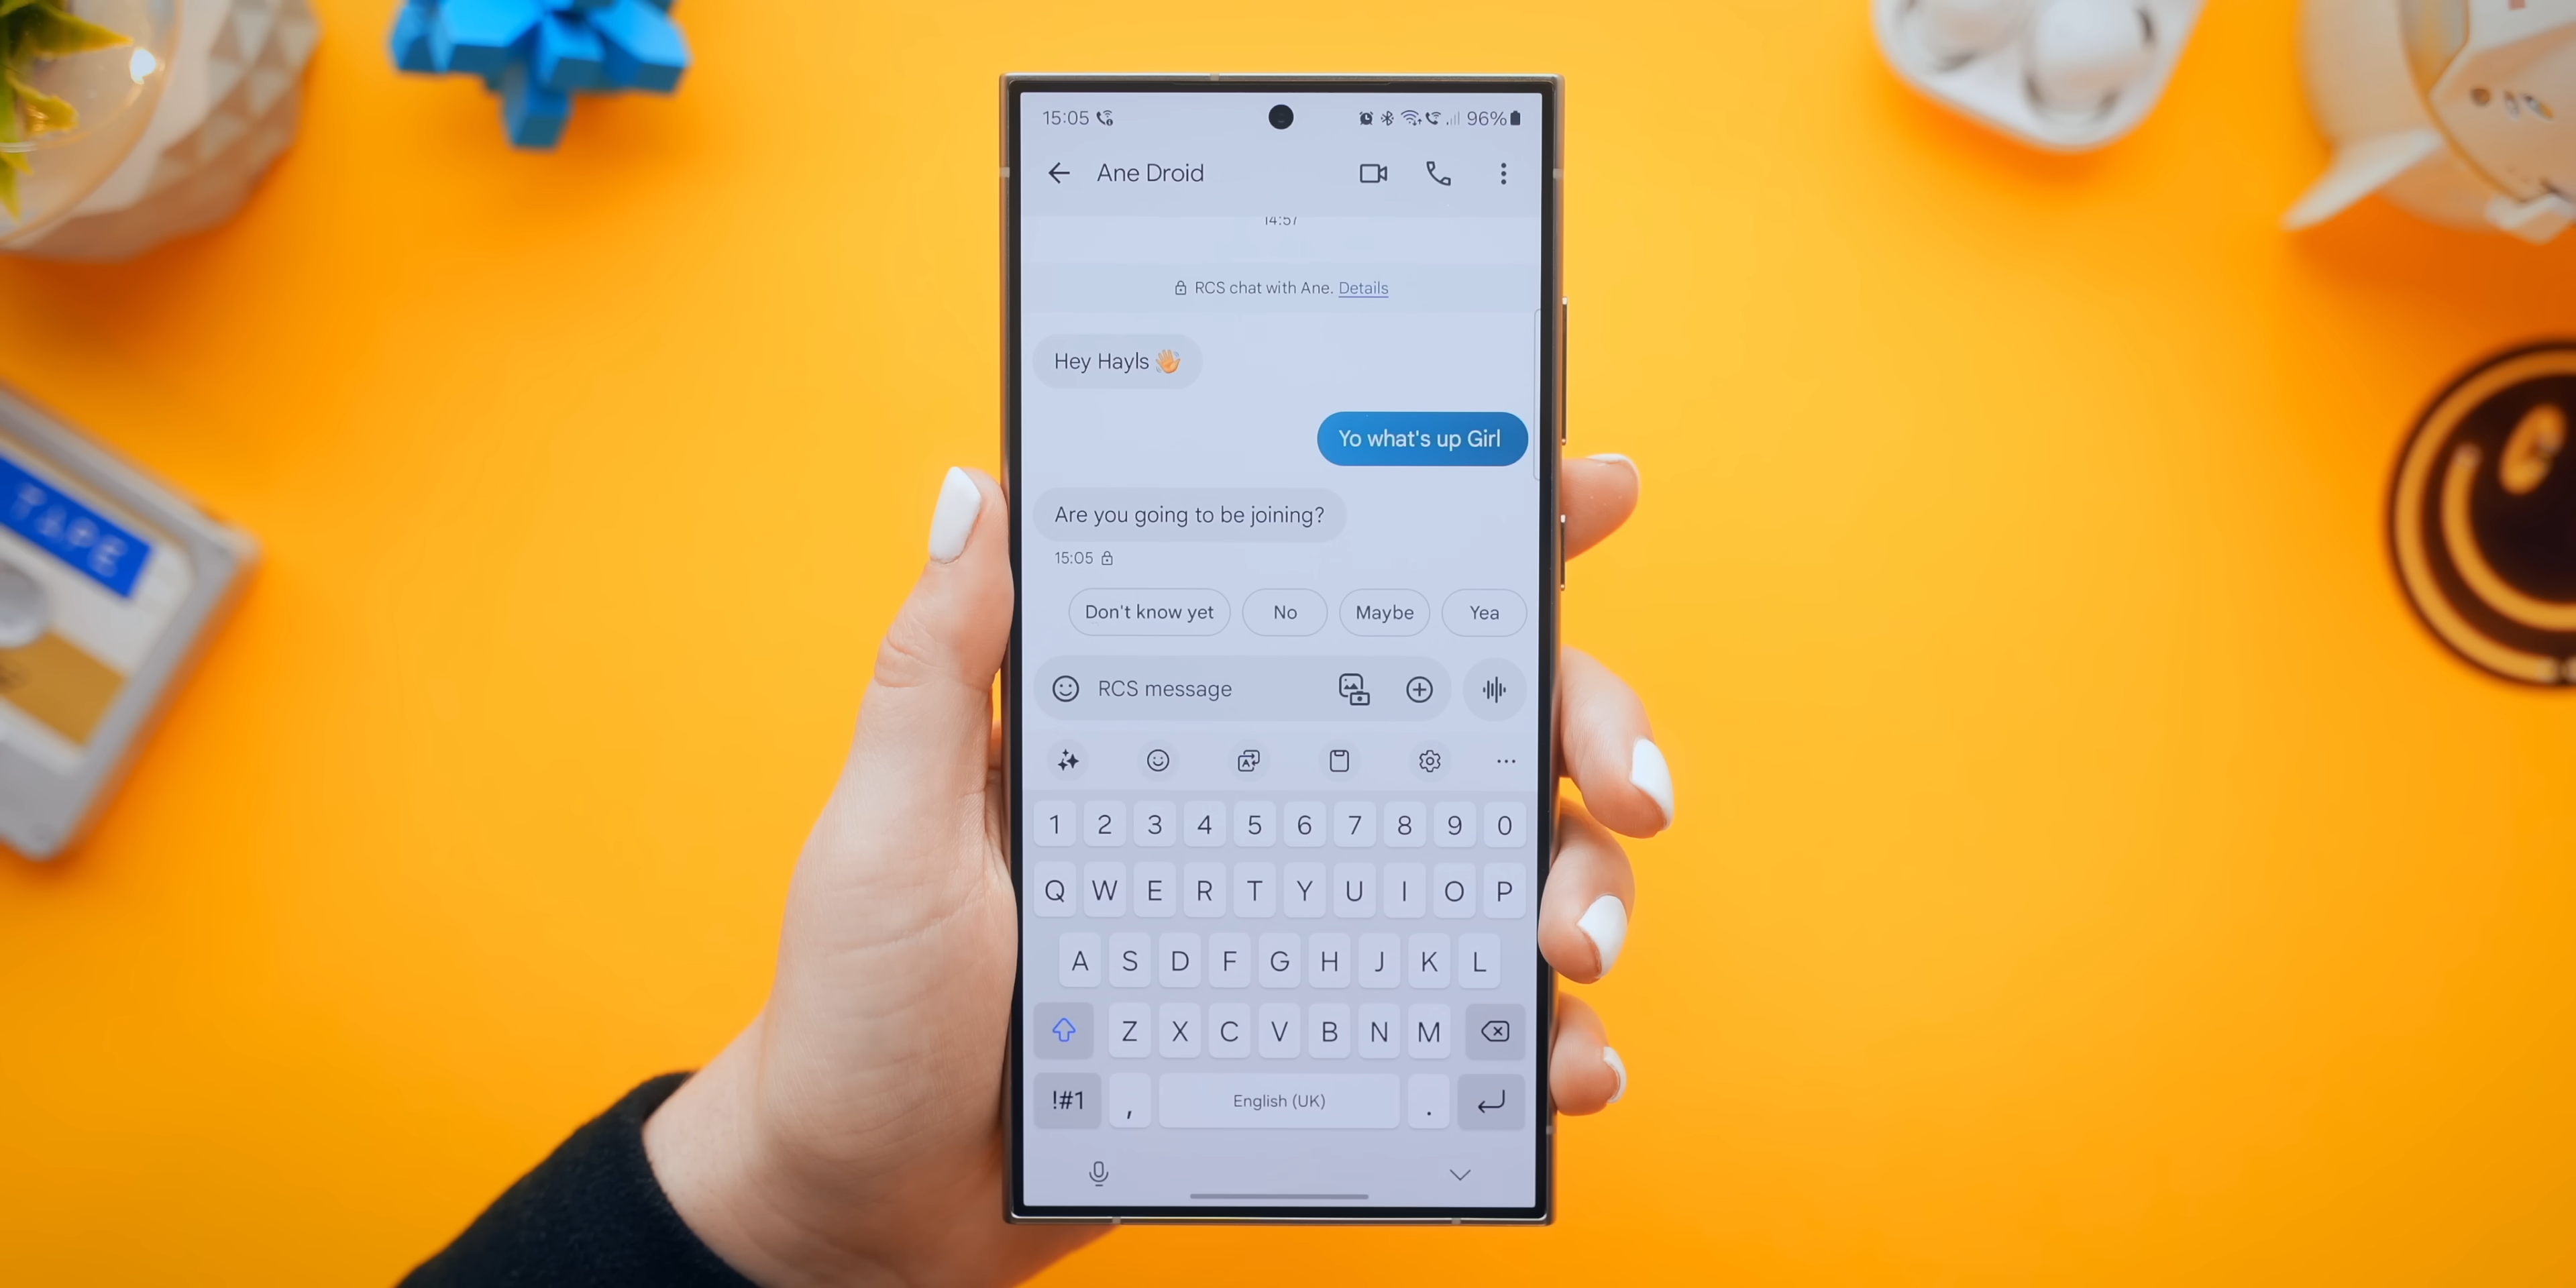 15:05
96%
Ane Droid
14:57
RCS chat with Ane. Details
Hey Hayls 👋
Yo what's up Girl
Are you going to be joining?
15:05
Don't know yet No Maybe Yea
RCS message
1 2 3 4 5 6 7 8 9 0
Q W E R T Y U I O P
A S D F G H J K L
Z X C V B N M
!#1 , English (UK) .
TAPE